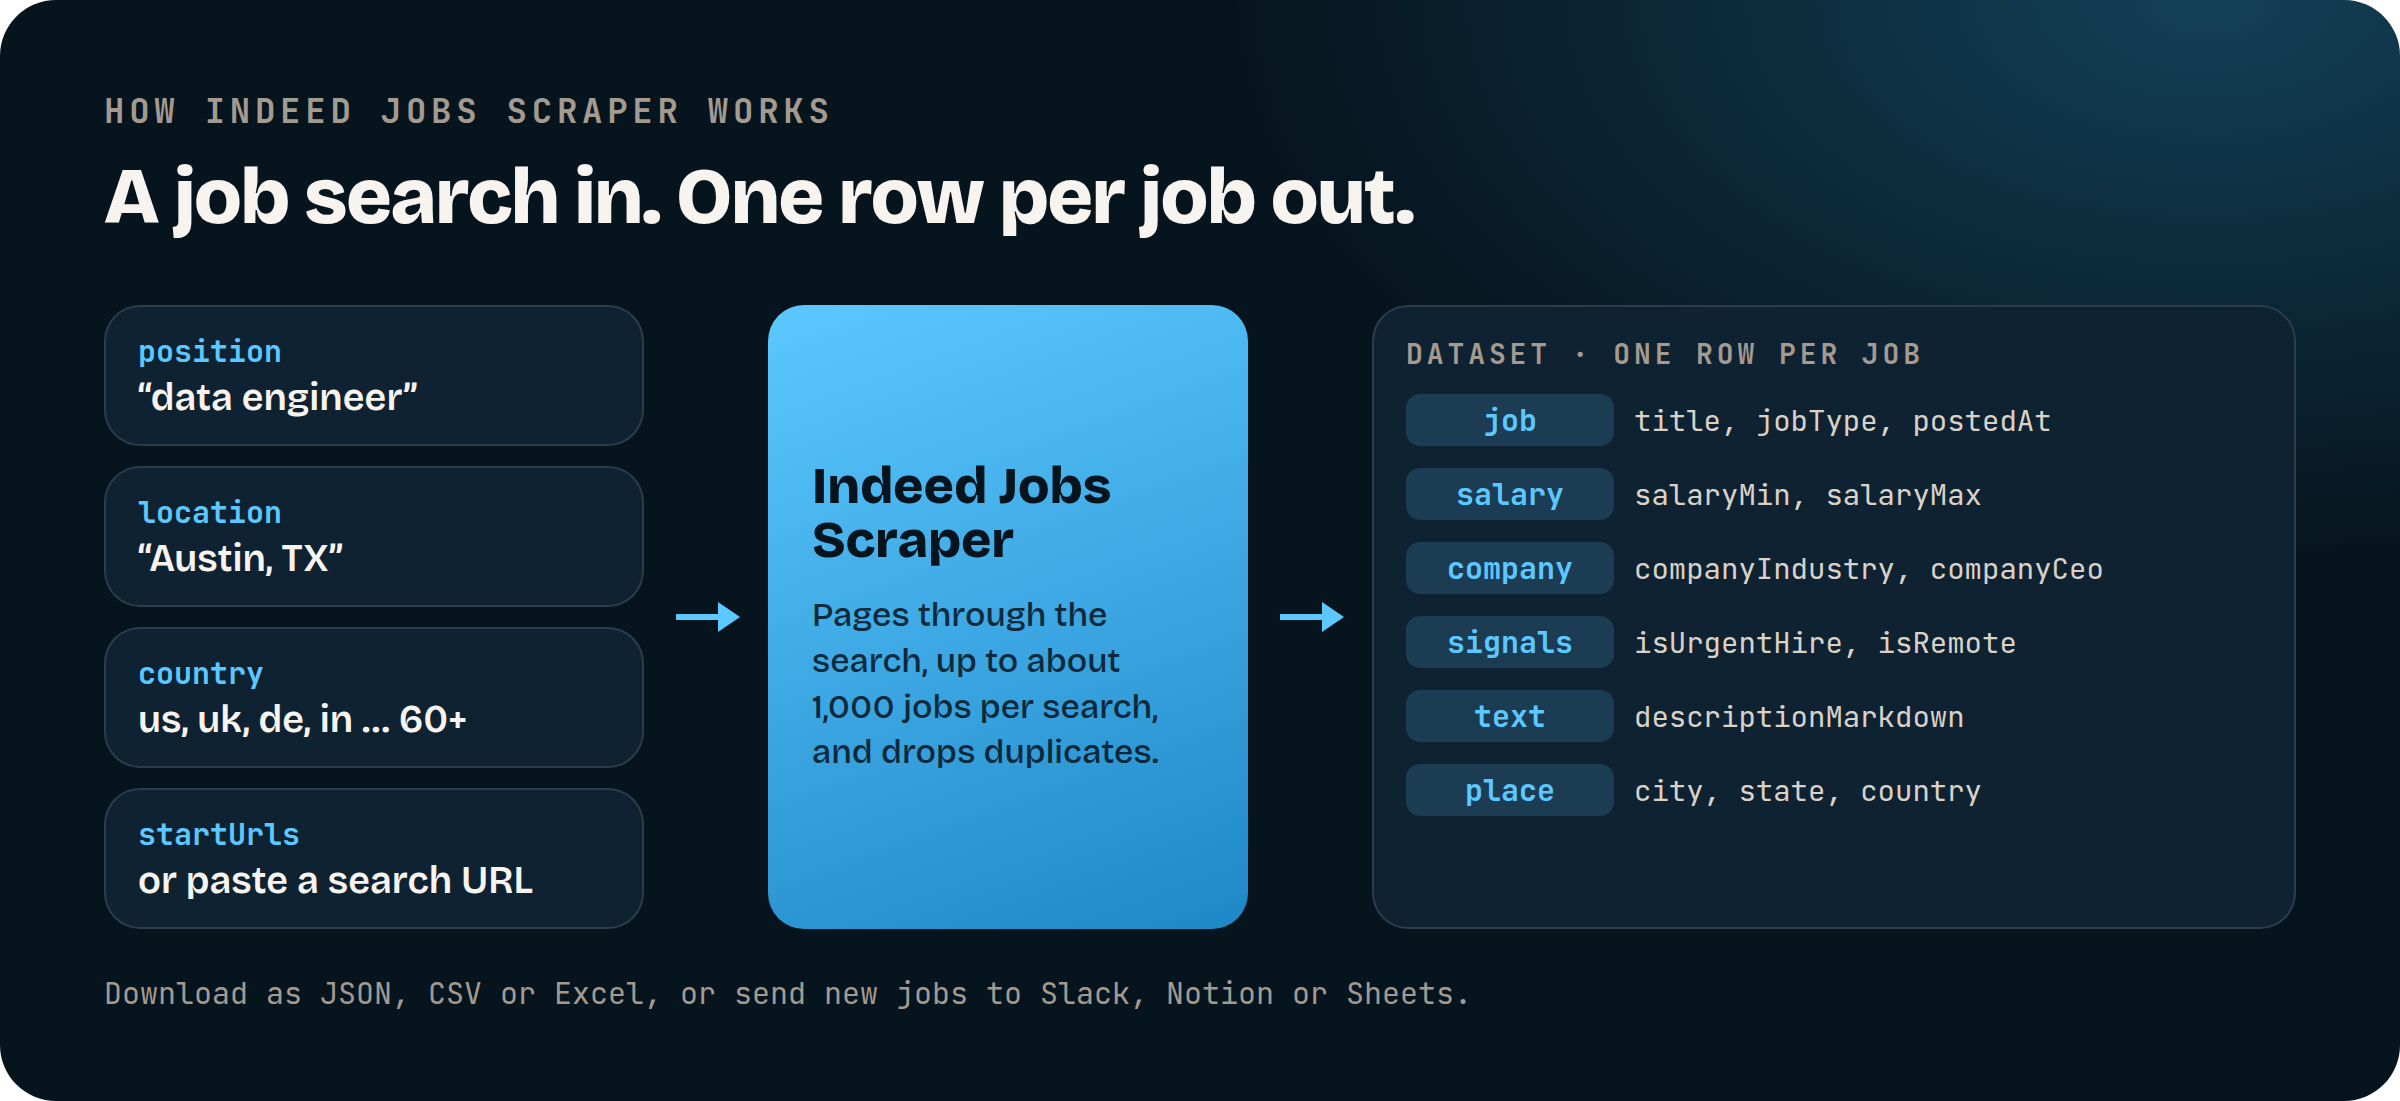 HOW INDEED JOBS SCRAPER WORKS
A job search in. One row per job out.
position
“data engineer”
location
“Austin, TX”
country
us, uk, de, in ... 60+
startUrls
or paste a search URL
Indeed Jobs
Scraper
Pages through the
search, up to about
1,000 jobs per search,
and drops duplicates.
DATASET · ONE ROW PER JOB
job title, jobType, postedAt
salary salaryMin, salaryMax
company companyIndustry, companyCeo
signals isUrgentHire, isRemote
text descriptionMarkdown
place city, state, country
Download as JSON, CSV or Excel, or send new jobs to Slack, Notion or Sheets.